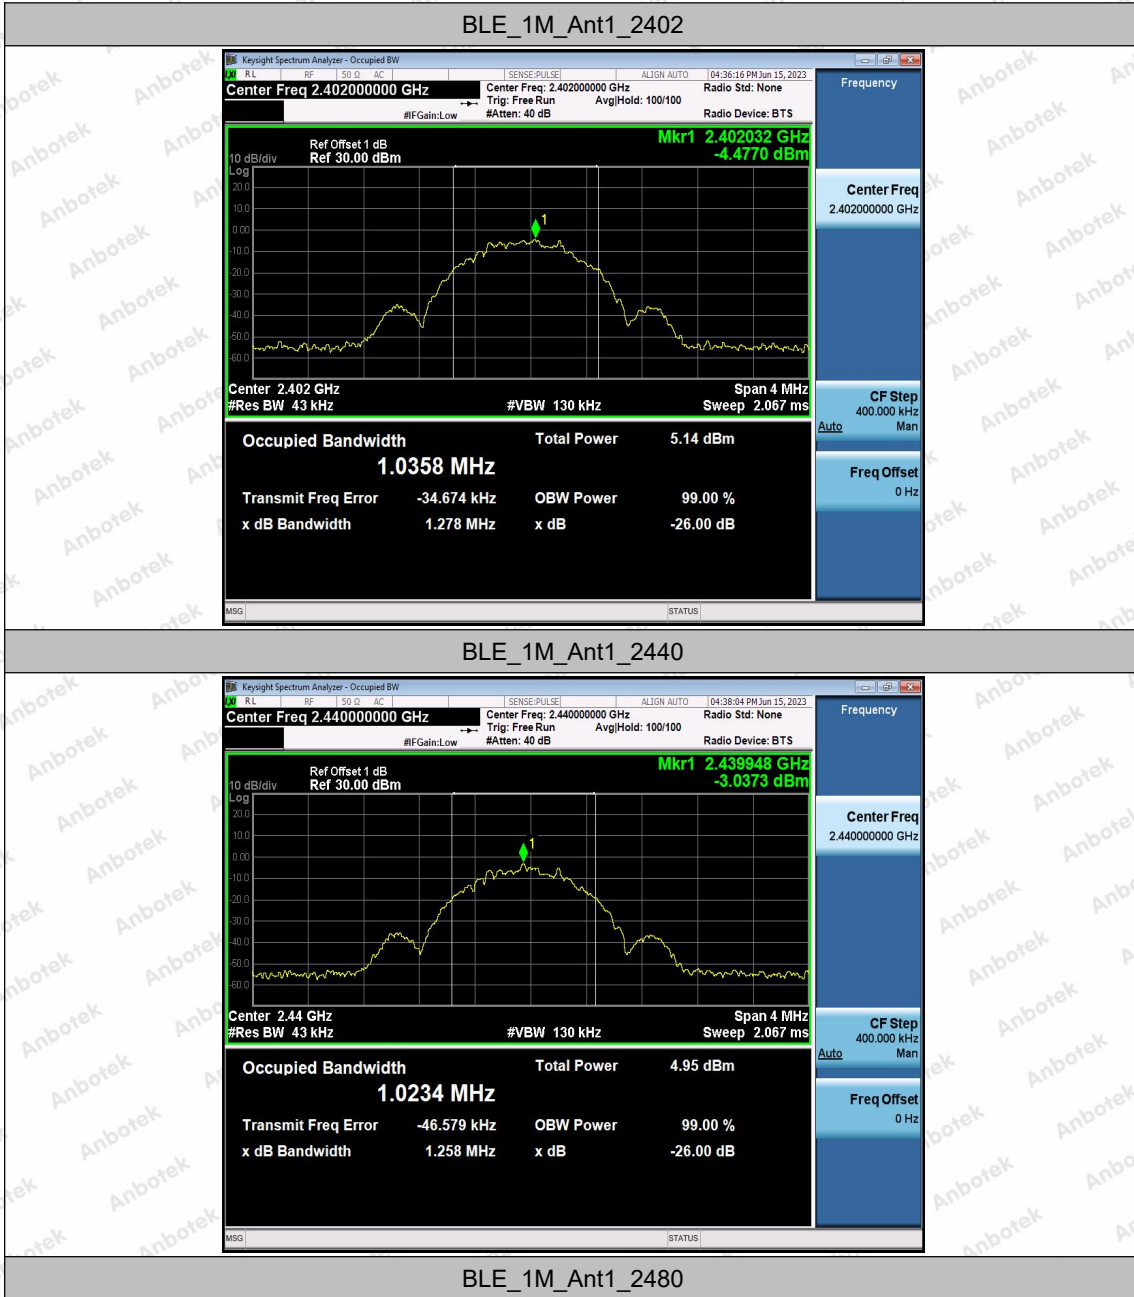 BLE_1M_Ant1_2402
Keysight Spectrum Analyzer - Occupied BW
LXI RL RF 50 Ω AC SENSE:PULSE ALIGN AUTO 04:36:16 PM Jun 15, 2023
Center Freq 2.402000000 GHz
Center Freq: 2.402000000 GHz Radio Std: None
Trig: Free Run Avg|Hold: 100/100
#IFGain:Low #Atten: 40 dB Radio Device: BTS
Frequency
Mkr1 2.402032 GHz
-4.4770 dBm
Ref Offset 1 dB
10 dB/div Ref 30.00 dBm
Log
20.0
10.0
0.00
-10.0
-20.0
-30.0
-40.0
-50.0
-60.0
1
Center 2.402 GHz Span 4 MHz
#Res BW 43 kHz #VBW 130 kHz Sweep 2.067 ms
Occupied Bandwidth Total Power 5.14 dBm
1.0358 MHz
Transmit Freq Error -34.674 kHz OBW Power 99.00 %
x dB Bandwidth 1.278 MHz x dB -26.00 dB
Center Freq
2.402000000 GHz
CF Step
400.000 kHz
Auto Man
Freq Offset
0 Hz
MSG STATUS
BLE_1M_Ant1_2440
Keysight Spectrum Analyzer - Occupied BW
LXI RL RF 50 Ω AC SENSE:PULSE ALIGN AUTO 04:38:04 PM Jun 15, 2023
Center Freq 2.440000000 GHz
Center Freq: 2.440000000 GHz Radio Std: None
Trig: Free Run Avg|Hold: 100/100
#IFGain:Low #Atten: 40 dB Radio Device: BTS
Frequency
Mkr1 2.439948 GHz
-3.0373 dBm
Ref Offset 1 dB
10 dB/div Ref 30.00 dBm
Log
20.0
10.0
0.00
-10.0
-20.0
-30.0
-40.0
-50.0
-60.0
1
Center 2.44 GHz Span 4 MHz
#Res BW 43 kHz #VBW 130 kHz Sweep 2.067 ms
Occupied Bandwidth Total Power 4.95 dBm
1.0234 MHz
Transmit Freq Error -46.579 kHz OBW Power 99.00 %
x dB Bandwidth 1.258 MHz x dB -26.00 dB
Center Freq
2.440000000 GHz
CF Step
400.000 kHz
Auto Man
Freq Offset
0 Hz
MSG STATUS
BLE_1M_Ant1_2480
Anbotek